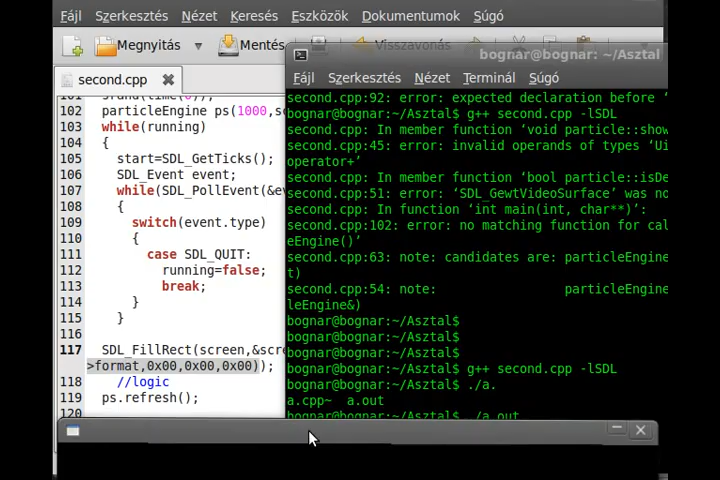 Fájl Szerkesztés Nézet Keresés Eszközök Dokumentumok Súgó
Megnyitás Mentés Visszavonás
second.cpp
102 particleEngine ps(1000,sc
103 while(running)
104 {
105 start=SDL_GetTicks();
106 SDL_Event event;
107 while(SDL_PollEvent(&ev
108 {
109 switch(event.type)
110 {
111 case SDL_QUIT:
112 running=false;
113 break;
114 }
115 }
116
117 SDL_FillRect(screen,&scre
>format,0x00,0x00,0x00));
118 //logic
119 ps.refresh();
120
bognar@bognar: ~/Asztal
Fájl Szerkesztés Nézet Terminál Súgó
second.cpp:92: error: expected declaration before ‘
bognar@bognar:~/Asztal$ g++ second.cpp -lSDL
second.cpp: In member function ‘void particle::show
second.cpp:45: error: invalid operands of types ‘Ui
operator+’
second.cpp: In member function ‘bool particle::isDe
second.cpp:51: error: ‘SDL_GewtVideoSurface’ was no
second.cpp: In function ‘int main(int, char**)’:
second.cpp:102: error: no matching function for cal
eEngine()’
second.cpp:63: note: candidates are: particleEngine
t)
second.cpp:54: note: particleEngine
leEngine&)
bognar@bognar:~/Asztal$
bognar@bognar:~/Asztal$
bognar@bognar:~/Asztal$
bognar@bognar:~/Asztal$ g++ second.cpp -lSDL
bognar@bognar:~/Asztal$ ./a.
a.cpp~ a.out
bognar@bognar:~/Asztal$ ./a.out